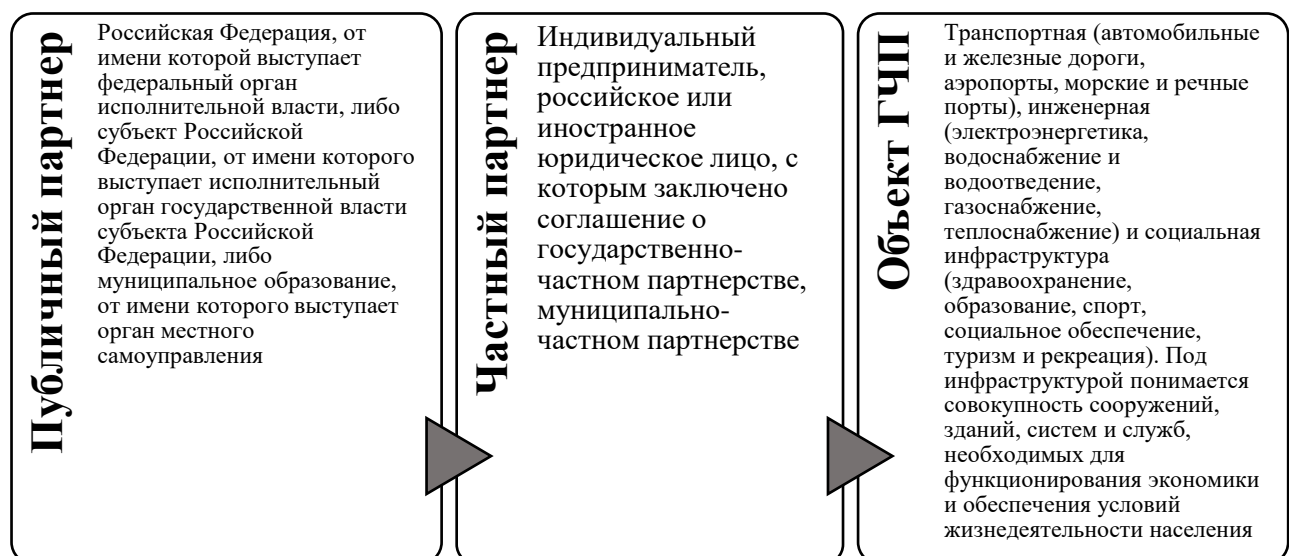 Публичный партнер
Российская Федерация, от
имени которой выступает
федеральный орган
исполнительной власти, либо
субъект Российской
Федерации, от имени которого
выступает исполнительный
орган государственной власти
субъекта Российской
Федерации, либо
муниципальное образование,
от имени которого выступает
орган местного
самоуправления
Частный партнер
Индивидуальный
предприниматель,
российское или
иностранное
юридическое лицо, с
которым заключено
соглашение о
государственно-
частном партнерстве,
муниципально-
частном партнерстве
Объект ГЧП
Транспортная (автомобильные
и железные дороги,
аэропорты, морские и речные
порты), инженерная
(электроэнергетика,
водоснабжение и
водоотведение,
газоснабжение,
теплоснабжение) и социальная
инфраструктура
(здравоохранение,
образование, спорт,
социальное обеспечение,
туризм и рекреация). Под
инфраструктурой понимается
совокупность сооружений,
зданий, систем и служб,
необходимых для
функционирования экономики
и обеспечения условий
жизнедеятельности населения